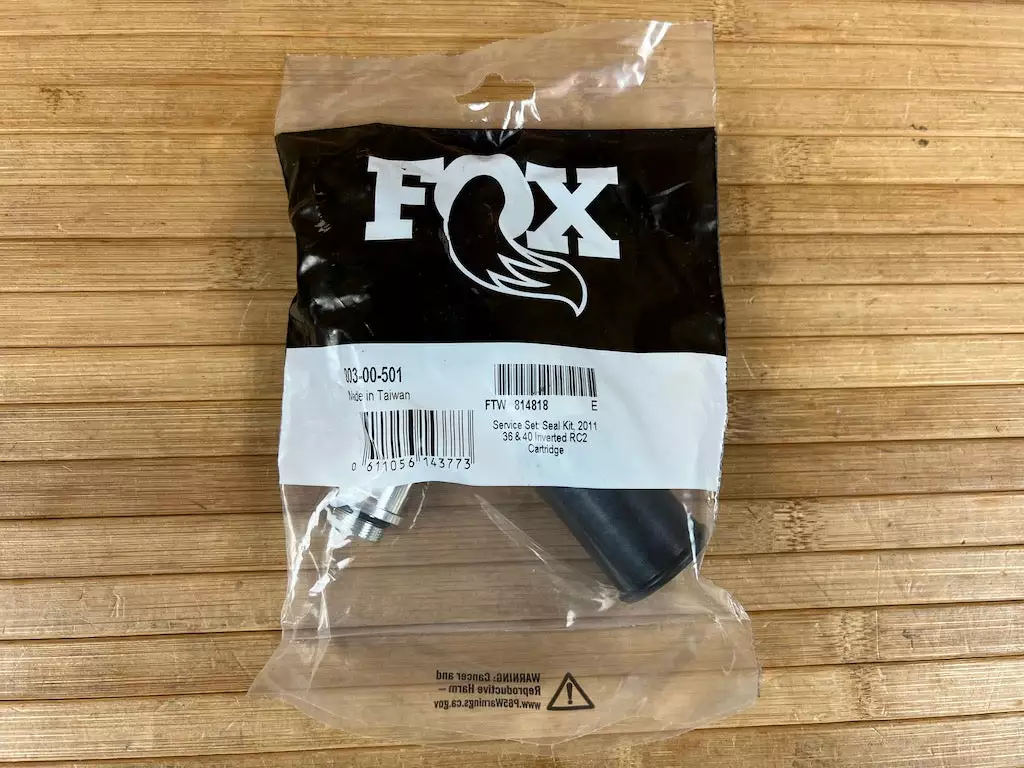 FOX
803-00-501
Made in Taiwan
0 611056 143773
FTW 814818 E
Service Set: Seal Kit, 2011
36 & 40 Inverted RC2
Cartridge
WARNING: Cancer and
Reproductive Harm –
www.P65Warnings.ca.gov